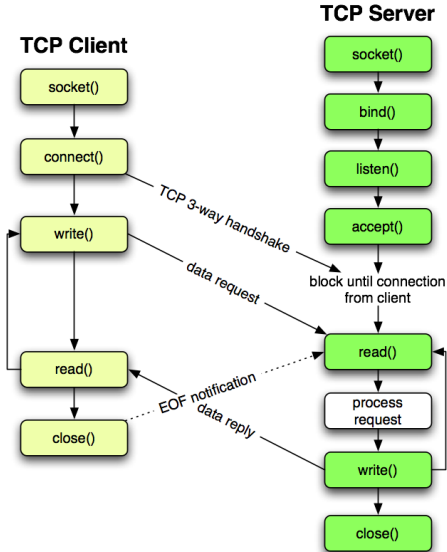 TCP Client
socket()
connect()
write()
read()
close()
TCP 3-way handshake
data request
EOF notification
data reply
TCP Server
socket()
bind()
listen()
accept()
block until connection
from client
read()
process
request
write()
close()